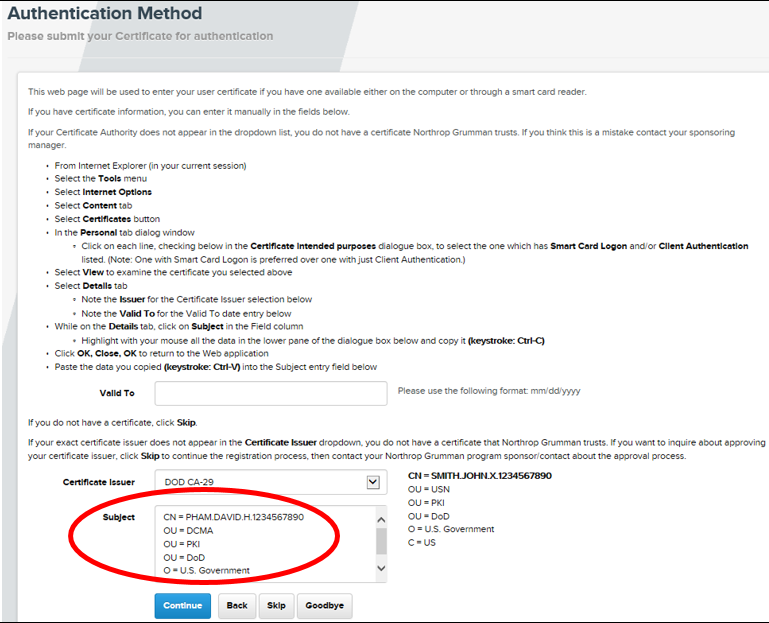 Authentication Method
Please submit your Certificate for authentication
This web page will be used to enter your user certificate if you have one available either on the computer or through a smart card reader.
If you have certificate information, you can enter it manually in the fields below.
If your Certificate Authority does not appear in the dropdown list, you do not have a certificate Northrop Grumman trusts. If you think this is a mistake contact your sponsoring
manager.
• From Internet Explorer (in your current session)
• Select the Tools menu
• Select Internet Options
• Select Content tab
• Select Certificates button
• In the Personal tab dialog window
• Click on each line, checking below in the Certificate intended purposes dialogue box, to select the one which has Smart Card Logon and/or Client Authentication
listed. (Note: One with Smart Card Logon is preferred over one with just Client Authentication.)
• Select View to examine the certificate you selected above
• Select Details tab
• Note the Issuer for the Certificate Issuer selection below
• Note the Valid To for the Valid To date entry below
• While on the Details tab, click on Subject in the Field column
• Highlight with your mouse all the data in the lower pane of the dialogue box below and copy it (keystroke: Ctrl-C)
• Click OK, Close, OK to return to the Web application
• Paste the data you copied (keystroke: Ctrl-V) into the Subject entry field below
Valid To
Please use the following format: mm/dd/yyyy
If you do not have a certificate, click Skip.
If your exact certificate issuer does not appear in the Certificate Issuer dropdown, you do not have a certificate that Northrop Grumman trusts. If you want to inquire about approving
your certificate issuer, click Skip to continue the registration process, then contact your Northrop Grumman program sponsor/contact about the approval process.
Certificate Issuer
DOD CA-29
Subject
CN = PHAM.DAVID.H.1234567890
OU = DCMA
OU = PKI
OU = DoD
O = U.S. Government
CN = SMITH.JOHN.X.1234567890
OU = USN
OU = PKI
OU = DoD
O = U.S. Government
C = US
Continue
Back
Skip
Goodbye